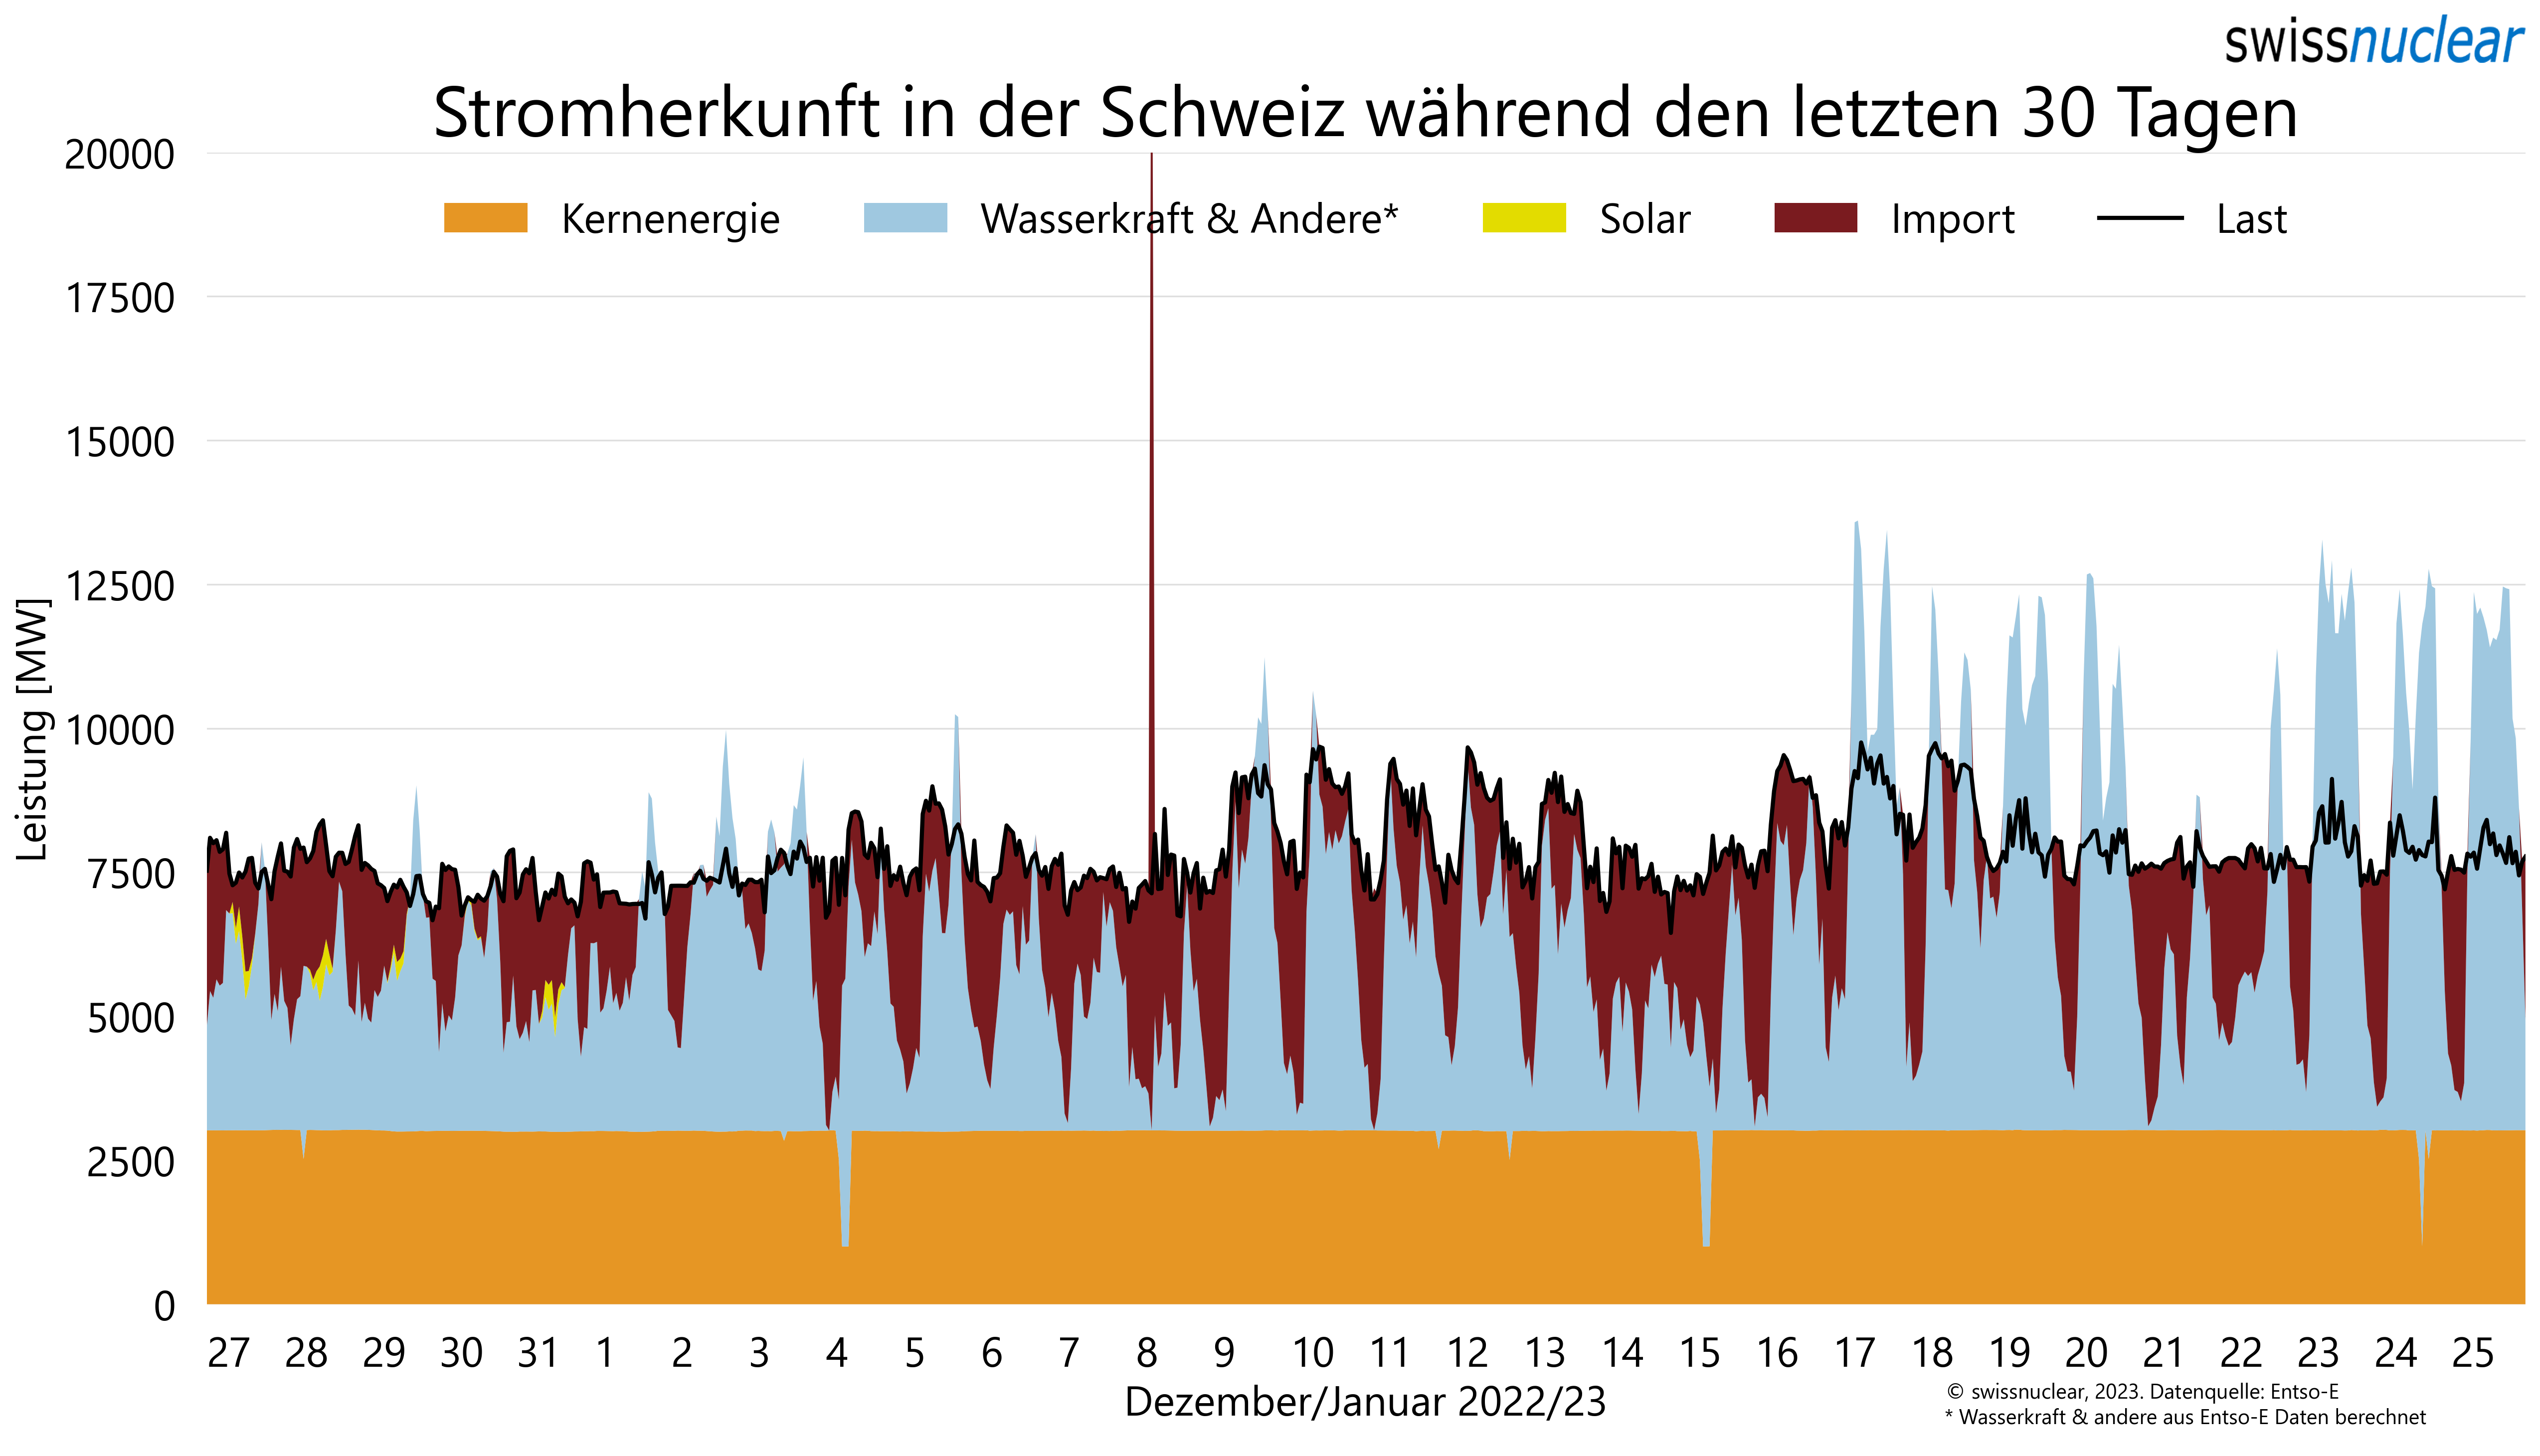 swissnuclear
Stromherkunft in der Schweiz während den letzten 30 Tagen
Kernenergie Wasserkraft & Andere* Solar Import Last
Leistung [MW]
20000
17500
15000
12500
10000
7500
5000
2500
0
27 28 29 30 31 1 2 3 4 5 6 7 8 9 10 11 12 13 14 15 16 17 18 19 20 21 22 23 24 25
Dezember/Januar 2022/23
© swissnuclear, 2023. Datenquelle: Entso-E
* Wasserkraft & andere aus Entso-E Daten berechnet